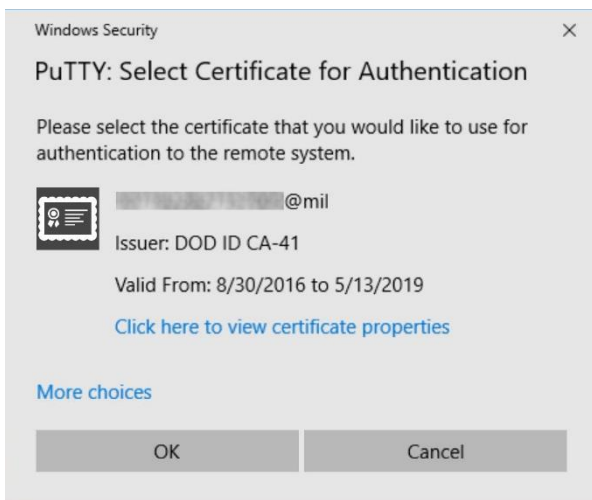 Windows Security
PuTTY: Select Certificate for Authentication
Please select the certificate that you would like to use for
authentication to the remote system.
@mil
Issuer: DOD ID CA-41
Valid From: 8/30/2016 to 5/13/2019
Click here to view certificate properties
More choices
OK
Cancel